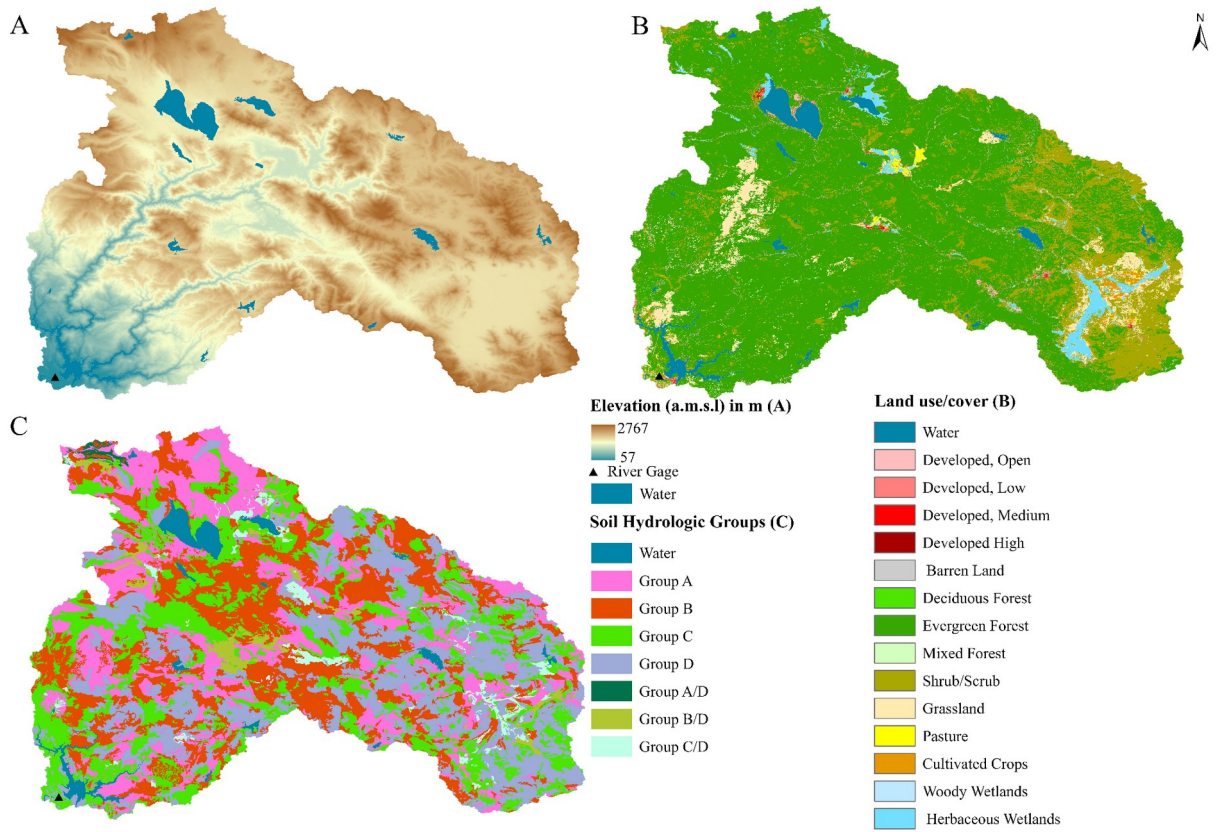 A
B
N
C
Elevation (a.m.s.l) in m (A)
2767
57
River Gage
Water
Soil Hydrologic Groups (C)
Water
Group A
Group B
Group C
Group D
Group A/D
Group B/D
Group C/D
Land use/cover (B)
Water
Developed, Open
Developed, Low
Developed, Medium
Developed High
Barren Land
Deciduous Forest
Evergreen Forest
Mixed Forest
Shrub/Scrub
Grassland
Pasture
Cultivated Crops
Woody Wetlands
Herbaceous Wetlands